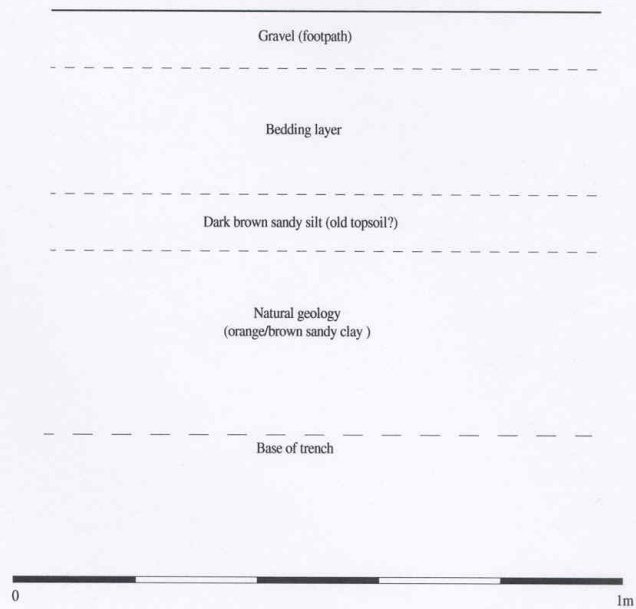 Gravel (footpath)
Bedding layer
Dark brown sandy silt (old topsoil?)
Natural geology
(orange/brown sandy clay )
Base of trench
0
1m